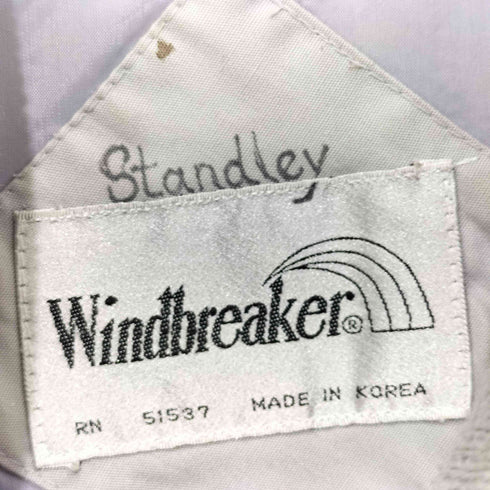 Standley
Windbreaker®
RN 51537 MADE IN KOREA